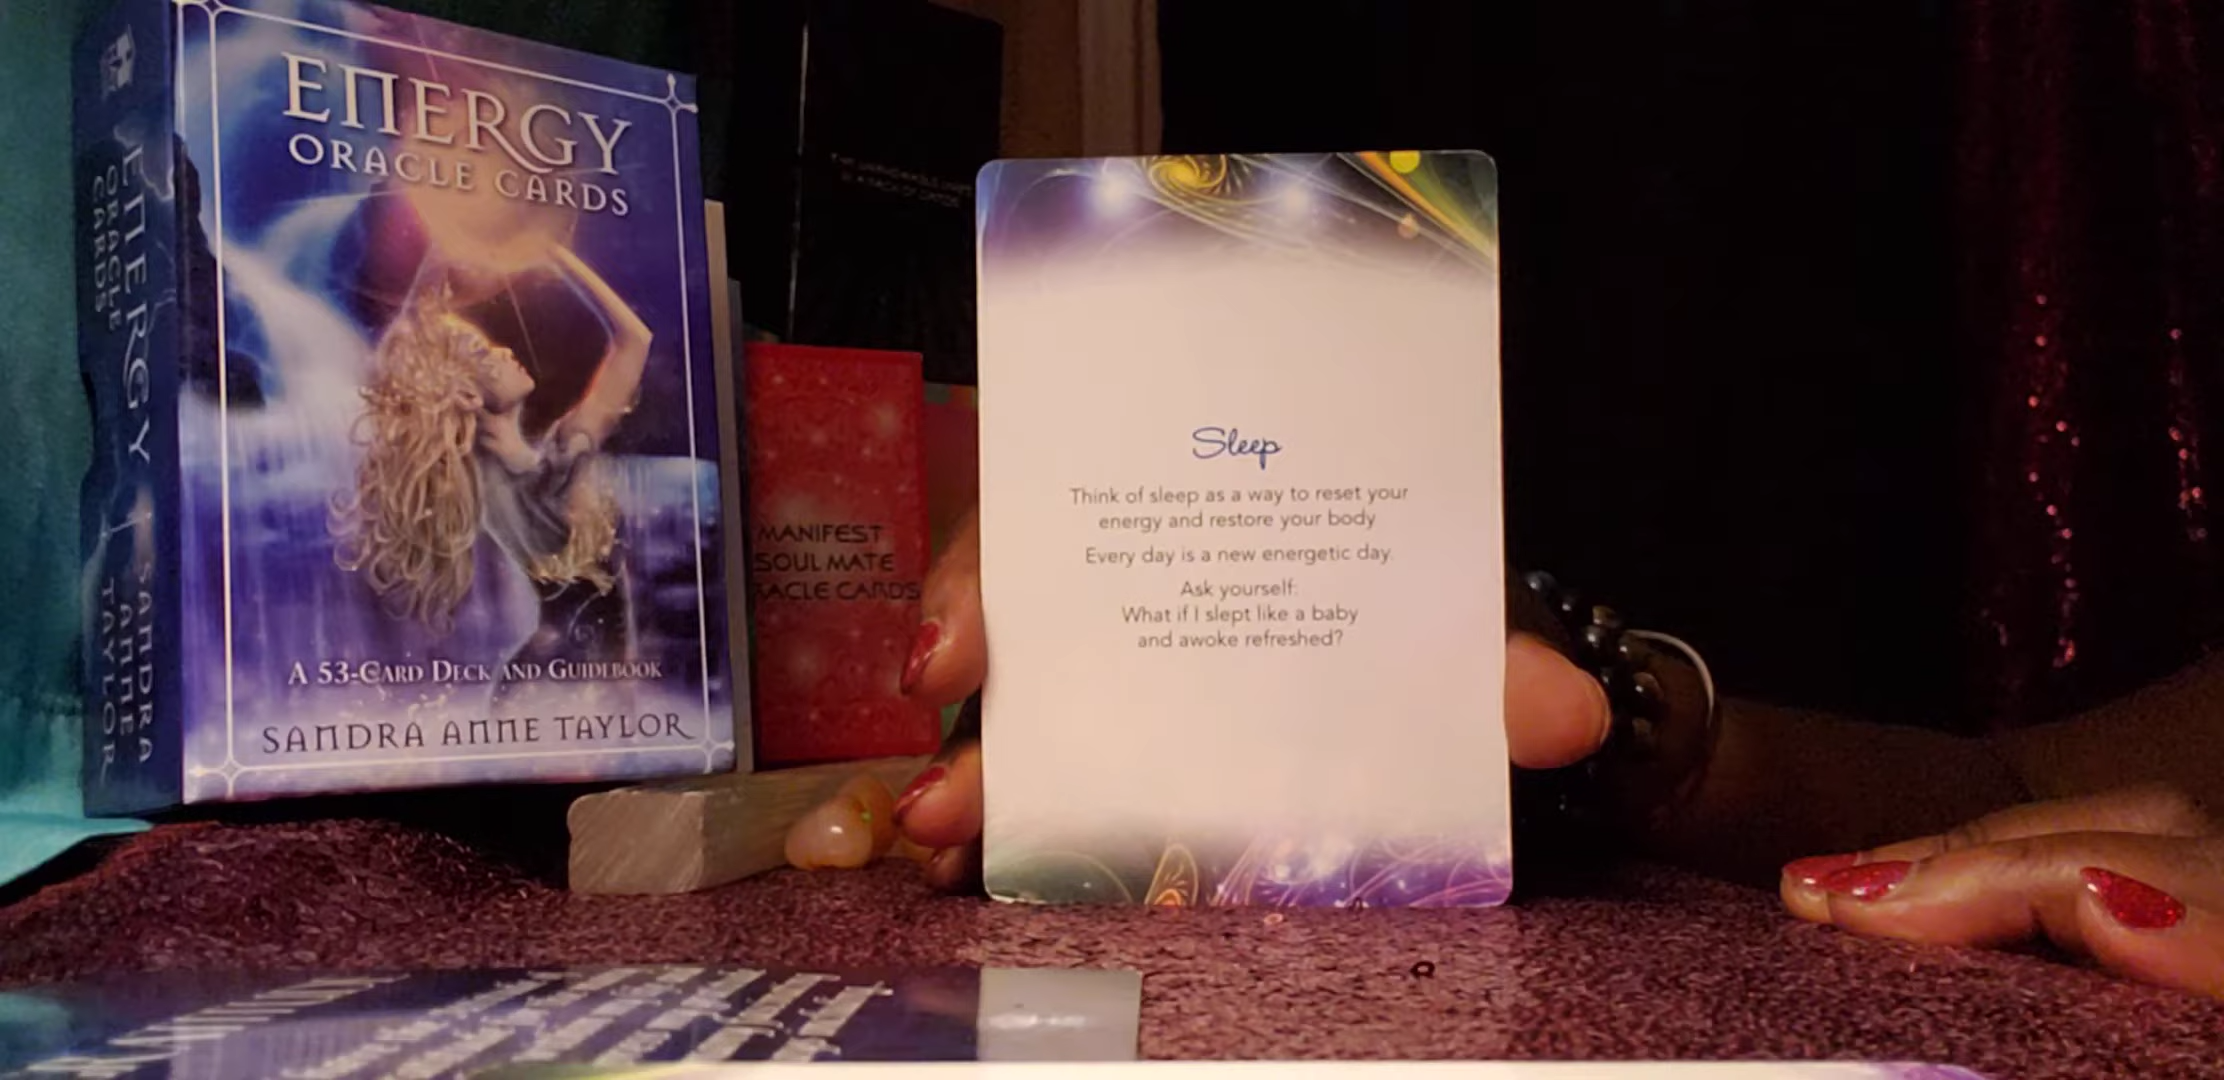 ENERGY
ORACLE
CARDS
SANDRA
ANNE
TAYLOR
ENERGY
ORACLE CARDS
A 53-CARD DECK AND GUIDEBOOK
SANDRA ANNE TAYLOR
MANIFEST
SOUL MATE
ACLE CARDS
Sleep
Think of sleep as a way to reset your
energy and restore your body
Every day is a new energetic day.
Ask yourself:
What if I slept like a baby
and awoke refreshed?